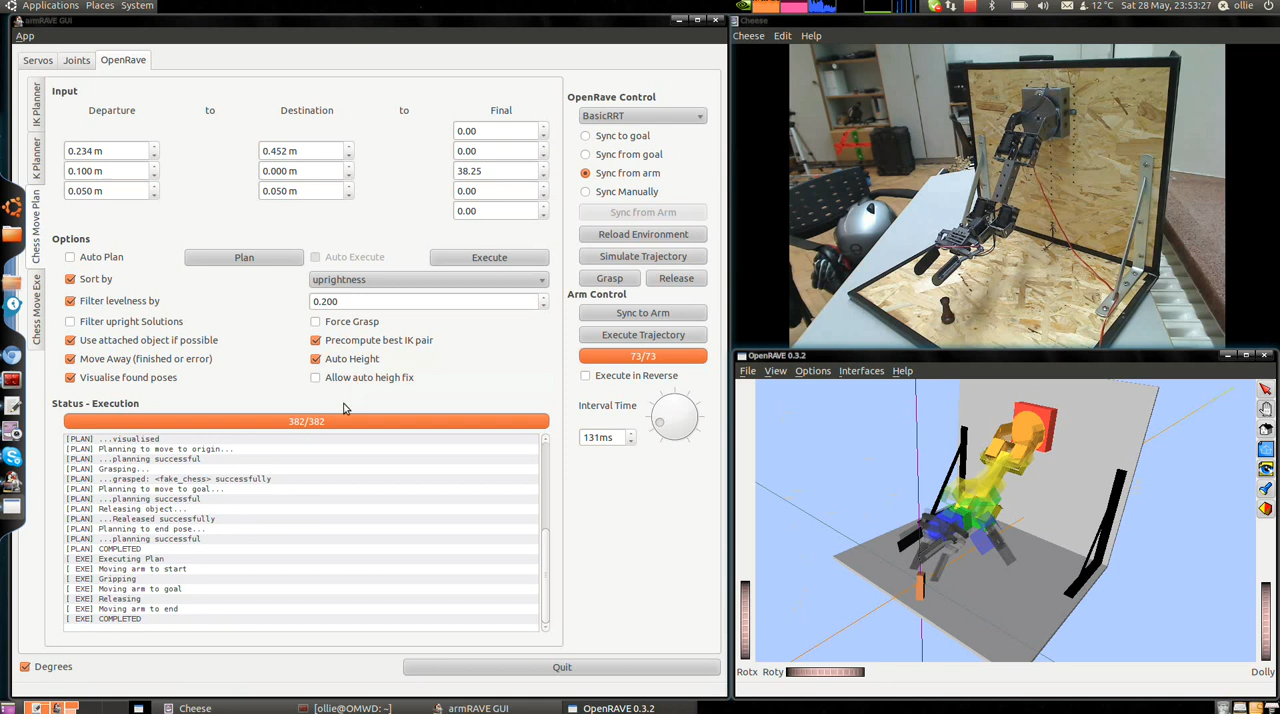 Applications Places System
12 °C Sat 28 May, 23:53:27 ollie
armRAVE GUI
App
Servos Joints OpenRave
IK Planner
K Planner
Chess Move Plan
Chess Move Exe
Input
Departure to Destination to Final
0.00
0.234 m 0.452 m 0.00
0.100 m 0.000 m 38.25
0.050 m 0.050 m 0.00
0.00
Options
Auto Plan Plan Auto Execute Execute
Sort by uprightness
Filter levelness by 0.200
Filter upright Solutions Force Grasp
Use attached object if possible Precompute best IK pair
Move Away (finished or error) Auto Height
Visualise found poses Allow auto heigh fix
Status - Execution
382/382
[PLAN] ...visualised
[PLAN] Planning to move to origin...
[PLAN] ...planning successful
[PLAN] Grasping...
[PLAN] ...grasped: <fake_chess> successfully
[PLAN] Planning to move to goal...
[PLAN] ...planning successful
[PLAN] Releasing object...
[PLAN] ...Realeased successfully
[PLAN] Planning to end pose...
[PLAN] ...planning successful
[PLAN] COMPLETED
[ EXE] Executing Plan
[ EXE] Moving arm to start
[ EXE] Gripping
[ EXE] Moving arm to goal
[ EXE] Releasing
[ EXE] Moving arm to end
[ EXE] COMPLETED
Degrees
Quit
OpenRave Control
BasicRRT
Sync to goal
Sync from goal
Sync from arm
Sync Manually
Sync from Arm
Reload Environment
Simulate Trajectory
Grasp Release
Arm Control
Sync to Arm
Execute Trajectory
73/73
Execute in Reverse
Interval Time
131ms
Cheese
Cheese Edit Help
OpenRAVE 0.3.2
File View Options Interfaces Help
Rotx Roty Dolly
Cheese [ollie@OMWD: ~] armRAVE GUI OpenRAVE 0.3.2